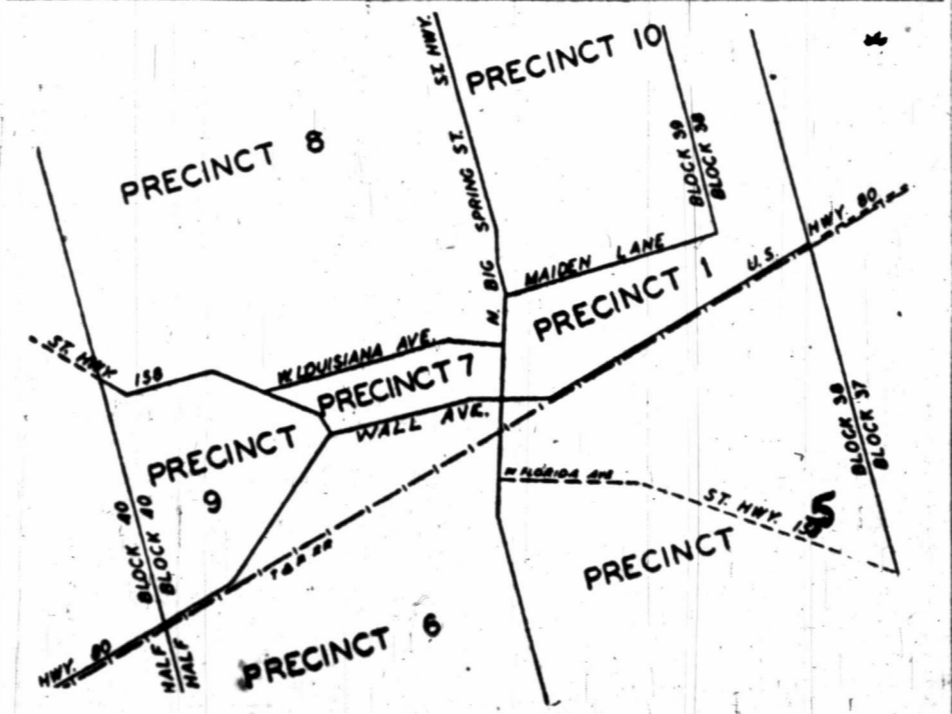 ST. HWY.
PRECINCT 10
PRECINCT 8
N. BIG SPRING ST.
BLOCK 39
BLOCK 38
MAIDEN LANE
U.S. HWY. 80
PRECINCT 1
ST. HWY. 158
W. LOUISIANA AVE.
PRECINCT 7
WALL AVE.
PRECINCT
9
BLOCK 38
BLOCK 37
W FLORIDA AVE
ST. HWY.
5
PRECINCT
HALF BLOCK 40
HALF BLOCK 40
T & P RR
HWY. 80
PRECINCT 6